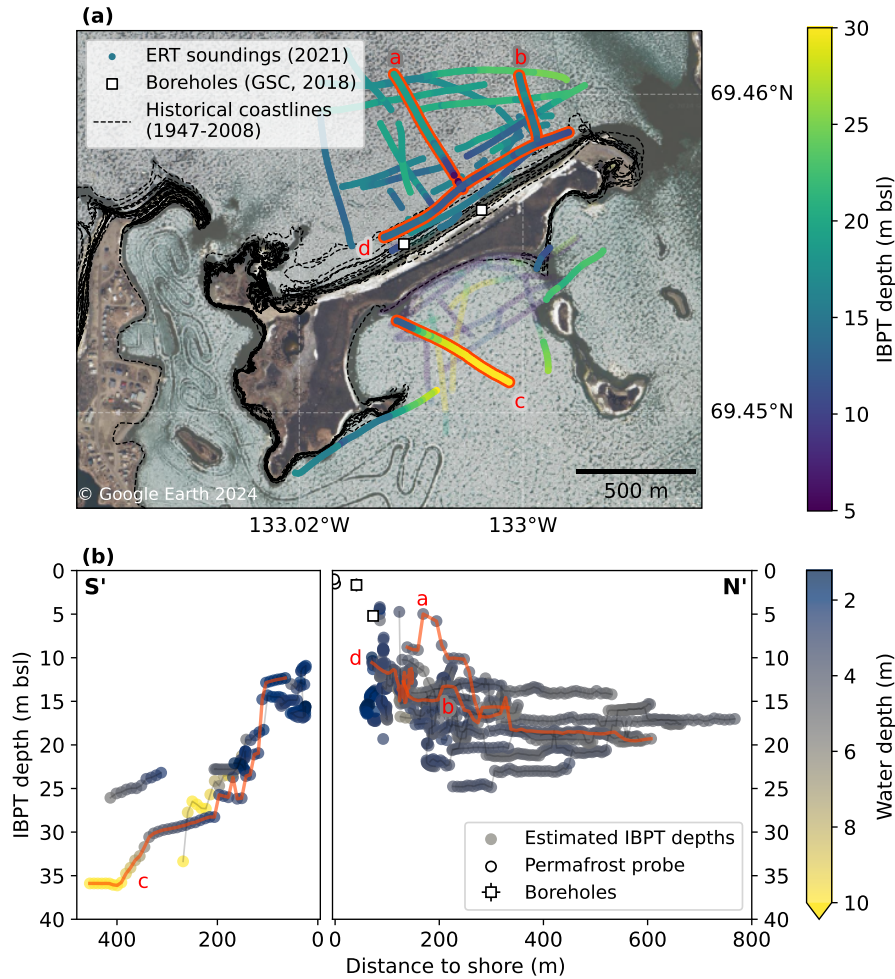 (a)
ERT soundings (2021)
Boreholes (GSC, 2018)
Historical coastlines
(1947-2008)
a
b
d
c
69.46°N
69.45°N
500 m
© Google Earth 2024
133.02°W
133°W
30
25
20
15
10
5
IBPT depth (m bsl)
(b)
S'
N'
a
d
b
c
0
5
10
15
20
25
30
35
40
IBPT depth (m bsl)
0
5
10
15
20
25
30
35
40
Estimated IBPT depths
Permafrost probe
Boreholes
400
200
0
0
200
400
600
800
Distance to shore (m)
2
4
6
8
10
Water depth (m)